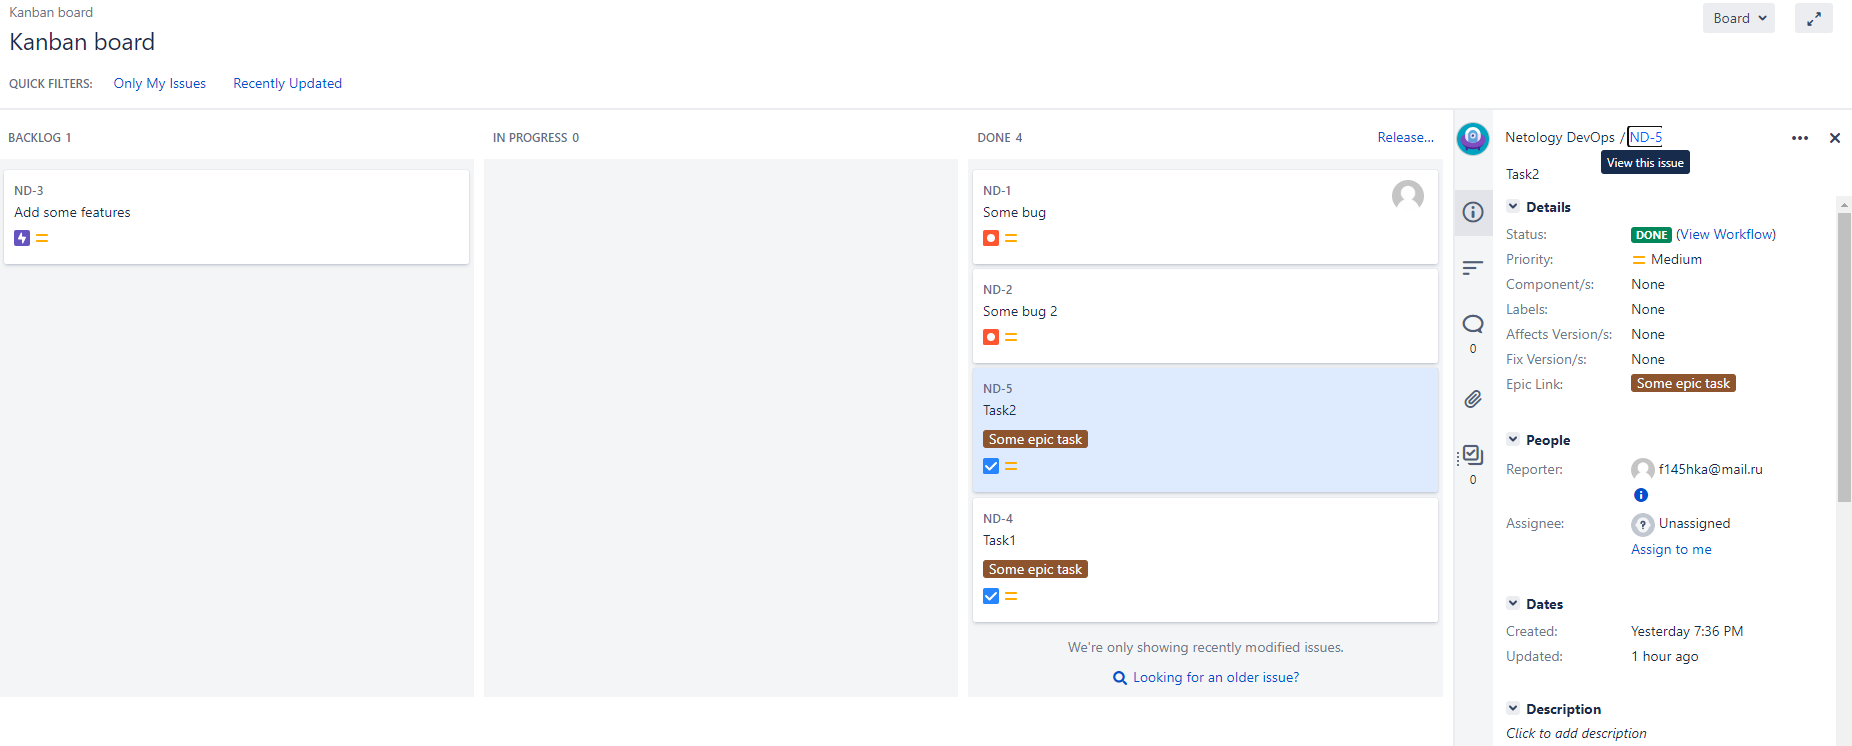 Kanban board
Kanban board
Board
QUICK FILTERS: Only My Issues Recently Updated
BACKLOG 1
ND-3
Add some features
IN PROGRESS 0
DONE 4
Release...
ND-1
Some bug
ND-2
Some bug 2
ND-5
Task2
Some epic task
ND-4
Task1
Some epic task
We're only showing recently modified issues.
Looking for an older issue?
0
0
Netology DevOps / ND-5
View this issue
Task2
Details
Status: DONE (View Workflow)
Priority: Medium
Component/s: None
Labels: None
Affects Version/s: None
Fix Version/s: None
Epic Link: Some epic task
People
Reporter: f145hka@mail.ru
Assignee: Unassigned
Assign to me
Dates
Created: Yesterday 7:36 PM
Updated: 1 hour ago
Description
Click to add description